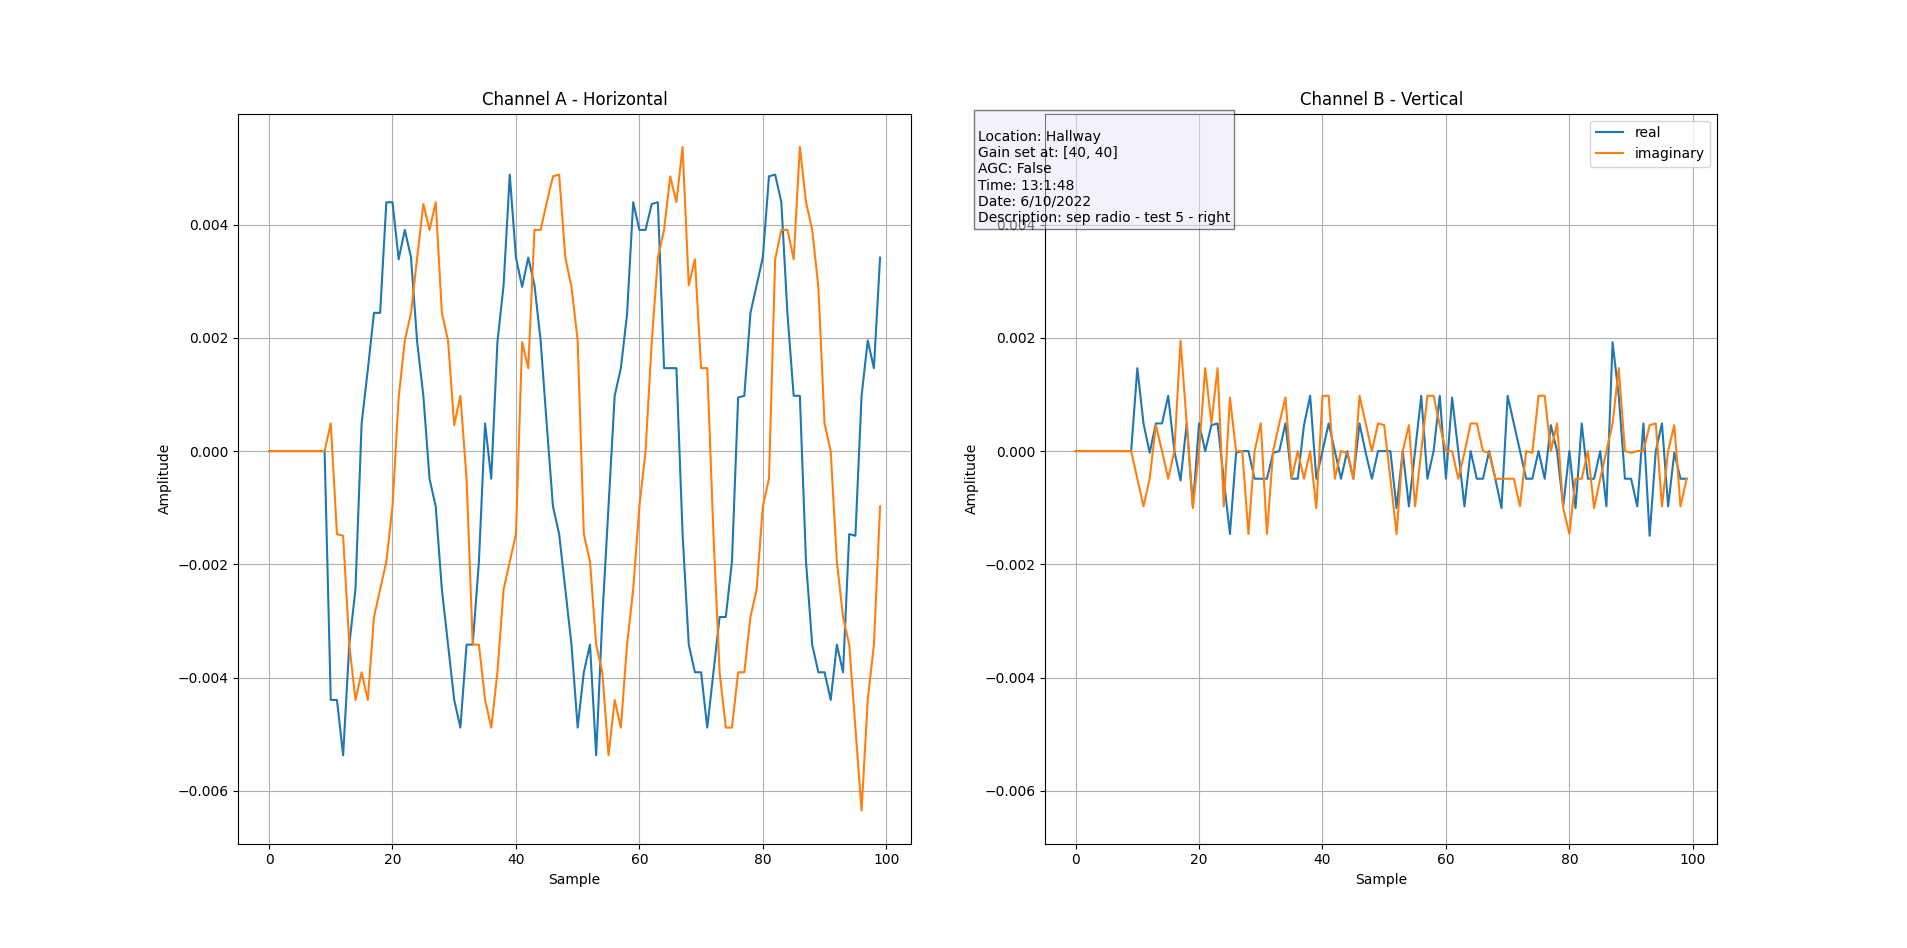 Channel A - Horizontal
Amplitude
0.004
0.002
0.000
−0.002
−0.004
−0.006
0
20
40
60
80
100
Sample
Channel B - Vertical
Location: Hallway
Gain set at: [40, 40]
AGC: False
Time: 13:1:48
Date: 6/10/2022
Description: sep radio - test 5 - right
real
imaginary
Amplitude
0.004
0.002
0.000
−0.002
−0.004
−0.006
0
20
40
60
80
100
Sample